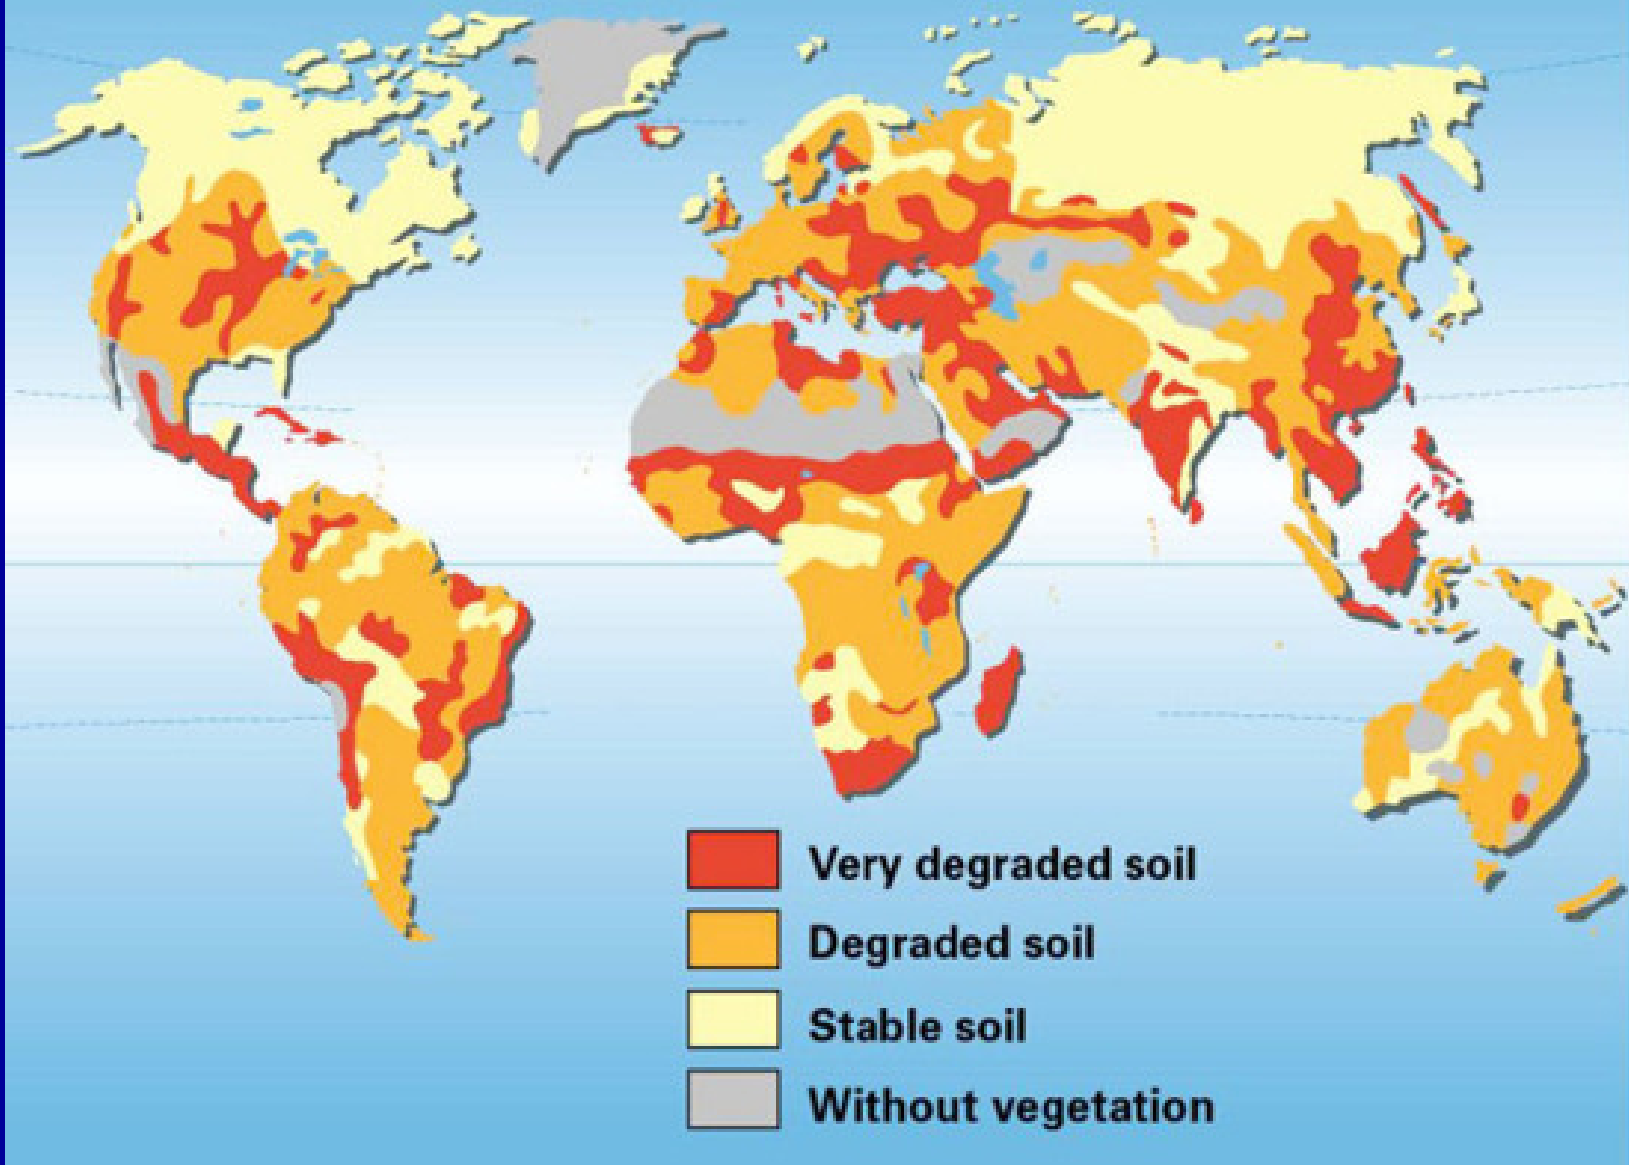 Very degraded soil
Degraded soil
Stable soil
Without vegetation